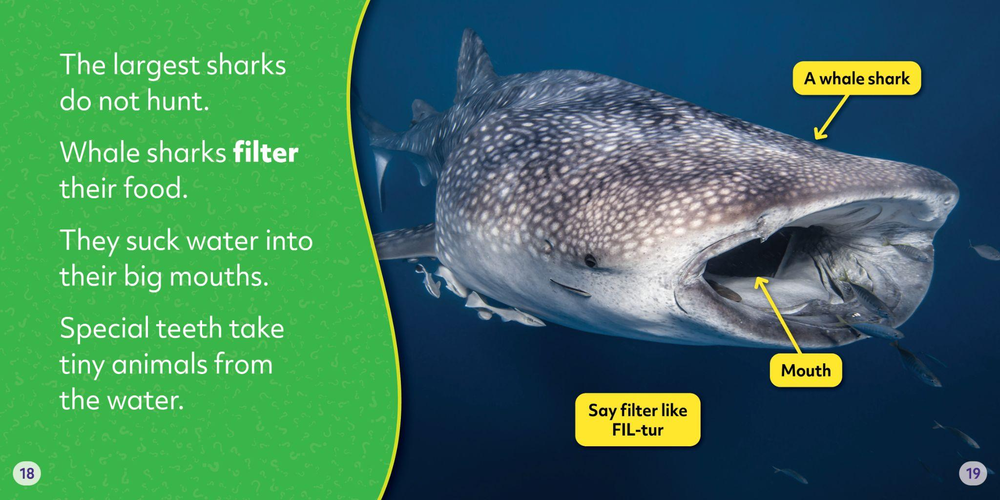 The largest sharks
do not hunt.
Whale sharks filter
their food.
They suck water into
their big mouths.
Special teeth take
tiny animals from
the water.
18
A whale shark
Mouth
Say filter like
FIL-tur
19